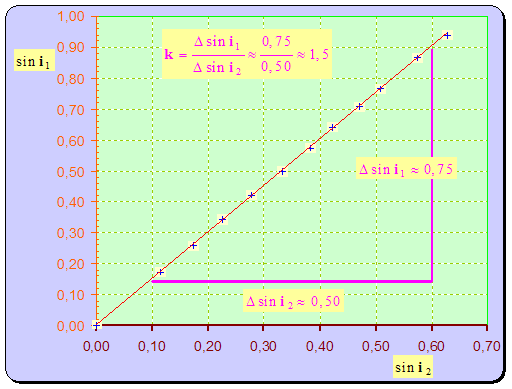 1,00
sin i₁
0,90
0,80
0,70
0,60
0,50
0,40
0,30
0,20
0,10
0,00
k = Δ sin i₁ / Δ sin i₂ ≈ 0,75 / 0,50 ≈ 1,5
Δ sin i₁ ≈ 0,75
Δ sin i₂ ≈ 0,50
0,00 0,10 0,20 0,30 0,40 0,50 0,60 0,70
sin i₂